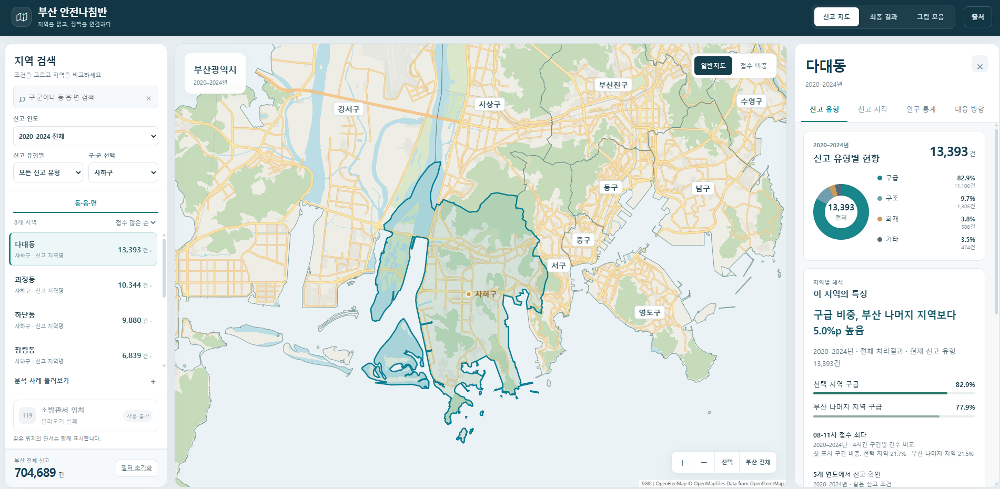 부산 안전나침반
지역을 읽고, 정책을 연결하다
신고 지도
최종 결과
그림 모음
출처
지역 검색
조건을 고르고 지역을 비교하세요
구·군이나 동·읍·면 검색
신고 연도
2020–2024 전체
신고 유형별
구·군 선택
모든 신고 유형
사하구
동·읍·면
8개 지역
접수 많은 순
다대동
사하구 · 신고 지역명
13,393 건 ›
괴정동
사하구 · 신고 지역명
10,344 건 ›
하단동
사하구 · 신고 지역명
9,880 건 ›
장림동
사하구 · 신고 지역명
6,839 건 ›
분석 사례 둘러보기 +
119
소방관서 위치
불러오기 실패
사용 불가
같은 위치의 관서는 함께 표시합니다.
부산 전체 신고
704,689 건
필터 초기화
부산광역시
2020–2024년
일반지도
접수 비중
부산진구
수영구
사상구
강서구
동구
남구
중구
서구
사하구
영도구
+
−
선택
부산 전체
SGIS | OpenFreeMap © OpenMapTiles Data from OpenStreetMap
다대동
2020–2024년
신고 유형
신고 시각
인구 통계
대응 방향
2020–2024년
신고 유형별 현황
13,393 건
13,393
전체
구급 82.9%
11,106건
구조 9.7%
1,305건
화재 3.8%
508건
기타 3.5%
474건
지역별 해석
이 지역의 특징
구급 비중, 부산 나머지 지역보다
5.0%p 높음
2020–2024년 · 전체 처리결과 · 현재 신고 유형
13,393건
선택 지역 구급 82.9%
부산 나머지 지역 구급 77.9%
08-11시 접수 최다
2020–2024년 · 4시간 구간별 건수 비교
첫 표시 구간 비중: 선택 지역 21.7% · 부산 나머지 지역 21.5%
5개 연도에서 신고 확인
2020–2024년 · 같은 신고 조건